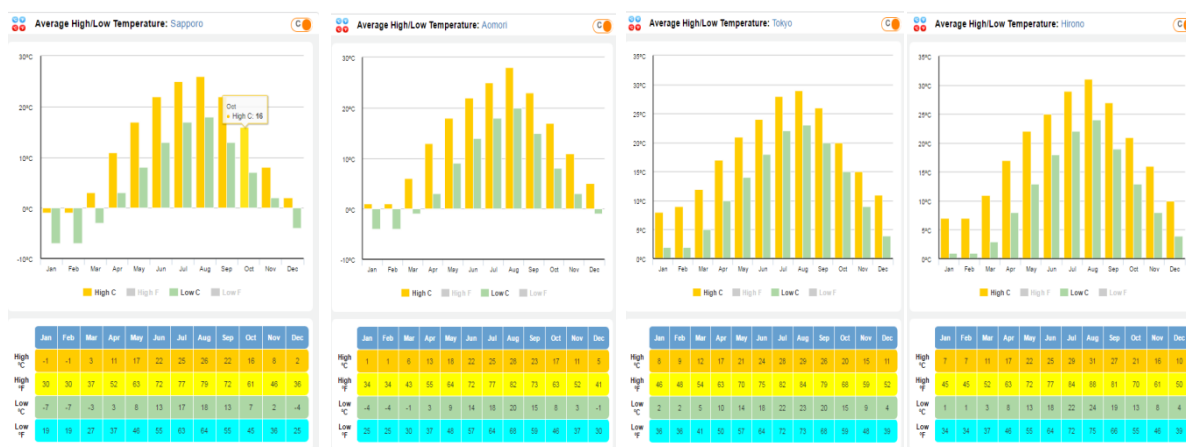 Average High/Low Temperature: Sapporo
C
30°C
20°C
10°C
0°C
-10°C
Oct
High C: 16
Jan Feb Mar Apr May Jun Jul Aug Sep Oct Nov Dec
High C High F Low C Low F
Jan Feb Mar Apr May Jun Jul Aug Sep Oct Nov Dec
High °C -1 -1 3 11 17 22 25 26 22 16 8 2
High °F 30 30 37 52 63 72 77 79 72 61 46 36
Low °C -7 -7 -3 3 8 13 17 18 13 7 2 -4
Low °F 19 19 27 37 46 55 63 64 55 45 36 25
Average High/Low Temperature: Aomori
C
30°C
20°C
10°C
0°C
-10°C
Jan Feb Mar Apr May Jun Jul Aug Sep Oct Nov Dec
High C High F Low C Low F
Jan Feb Mar Apr May Jun Jul Aug Sep Oct Nov Dec
High °C 1 1 6 13 18 22 25 28 23 17 11 5
High °F 34 34 43 55 64 72 77 82 73 63 52 41
Low °C -4 -4 -1 3 9 14 18 20 15 8 3 -1
Low °F 25 25 30 37 48 57 64 68 59 46 37 30
Average High/Low Temperature: Tokyo
C
35°C
30°C
25°C
20°C
15°C
10°C
5°C
0°C
Jan Feb Mar Apr May Jun Jul Aug Sep Oct Nov Dec
High C High F Low C Low F
Jan Feb Mar Apr May Jun Jul Aug Sep Oct Nov Dec
High °C 8 9 12 17 21 24 28 29 26 20 15 11
High °F 46 48 54 63 70 75 82 84 79 68 59 52
Low °C 2 2 5 10 14 18 22 23 20 15 9 4
Low °F 36 36 41 50 57 64 72 73 68 59 48 39
Average High/Low Temperature: Hirono
C
35°C
30°C
25°C
20°C
15°C
10°C
5°C
0°C
Jan Feb Mar Apr May Jun Jul Aug Sep Oct Nov Dec
High C High F Low C Low F
Jan Feb Mar Apr May Jun Jul Aug Sep Oct Nov Dec
High °C 7 7 11 17 22 25 29 31 27 21 16 10
High °F 45 45 52 63 72 77 84 88 81 70 61 50
Low °C 1 1 3 8 13 18 22 24 19 13 8 4
Low °F 34 34 37 46 55 64 72 75 66 55 46 39